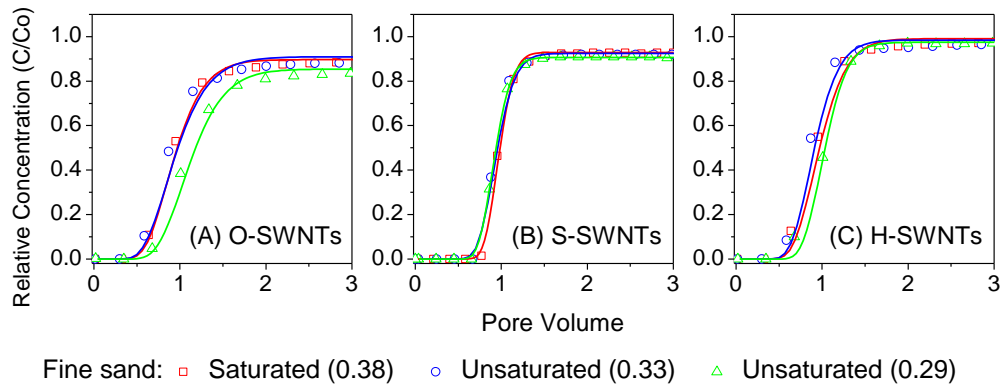 Relative Concentration (C/Co)
1.0
0.8
0.6
0.4
0.2
0.0
(A) O-SWNTs
0 1 2 3
1.0
0.8
0.6
0.4
0.2
0.0
(B) S-SWNTs
0 1 2 3
1.0
0.8
0.6
0.4
0.2
0.0
(C) H-SWNTs
0 1 2 3
Pore Volume
Fine sand: Saturated (0.38) Unsaturated (0.33) Unsaturated (0.29)